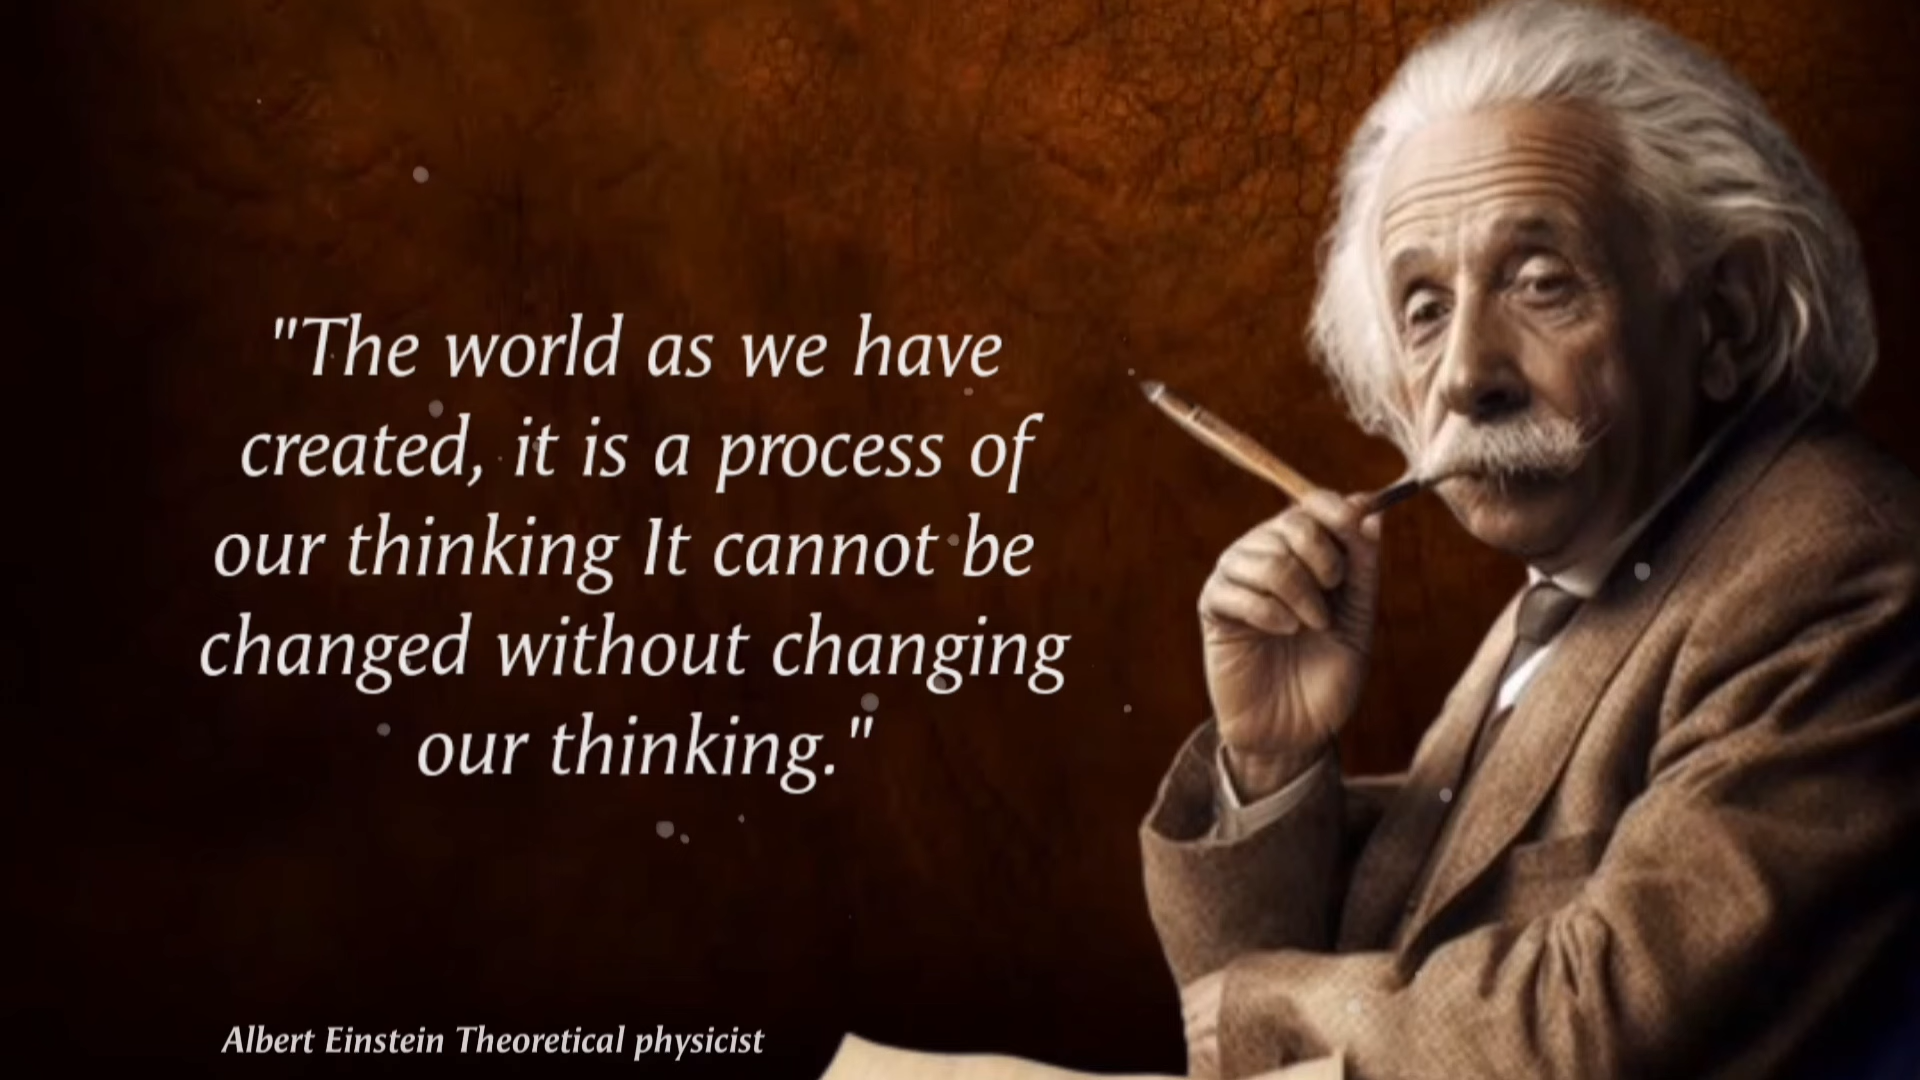 "The world as we have
created, it is a process of
our thinking It cannot be
changed without changing
our thinking."
Albert Einstein Theoretical physicist